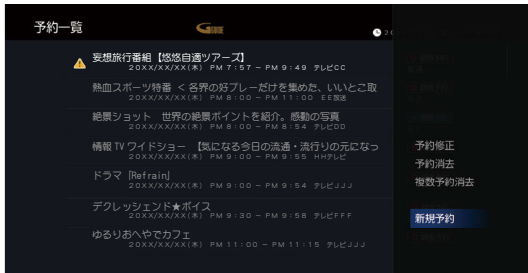 予約一覧
G GUIDE
20
妄想旅行番組【悠悠自適ツアーズ】
20XX/XX/XX(木) PM 7:57 － PM 9:49 テレビCC
熱血スポーツ特番 ＜ 各界の好プレーだけを集めた、いいとこ取
20XX/XX/XX(木) PM 8:00 － PM 11:00 EE放送
絶景ショット 世界の絶景ポイントを紹介。感動の写真
20XX/XX/XX(木) PM 8:00 － PM 8:54 テレビDD
情報 TV ワイドショー 【気になる今日の流通・流行りの元になっ
20XX/XX/XX(木) PM 9:00 － PM 9:55 HHテレビ
ドラマ「Refrain」
20XX/XX/XX(木) PM 9:00 － PM 9:54 テレビJJJ
デクレッシェンド★ボイス
20XX/XX/XX(木) PM 9:30 － PM 9:58 テレビFFF
ゆるりおへやでカフェ
20XX/XX/XX(木) PM 11:00 － PM 11:15 テレビJJJ
予約修正
予約消去
複数予約消去
新規予約